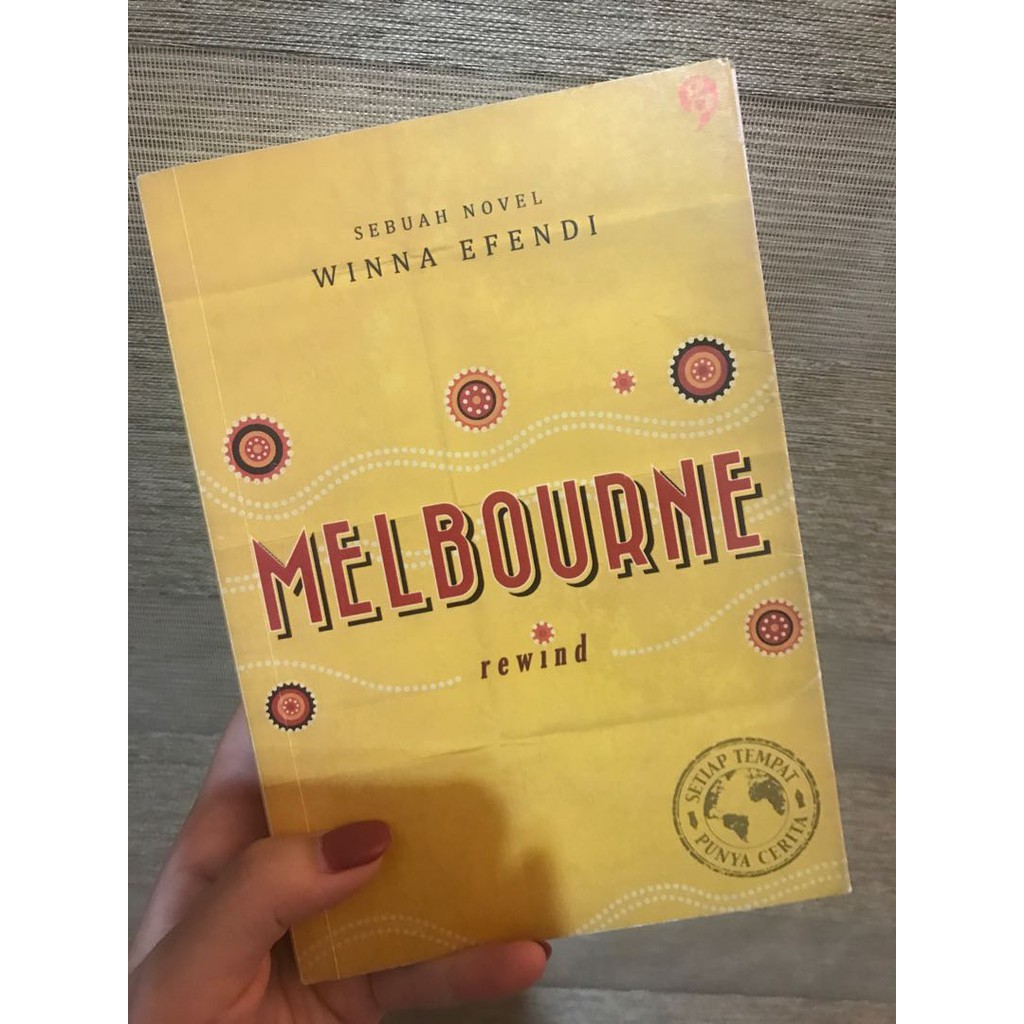 SEBUAH NOVEL
WINNA EFENDI
MELBOURNE
rewind
SETIAP TEMPAT
PUNYA CERITA